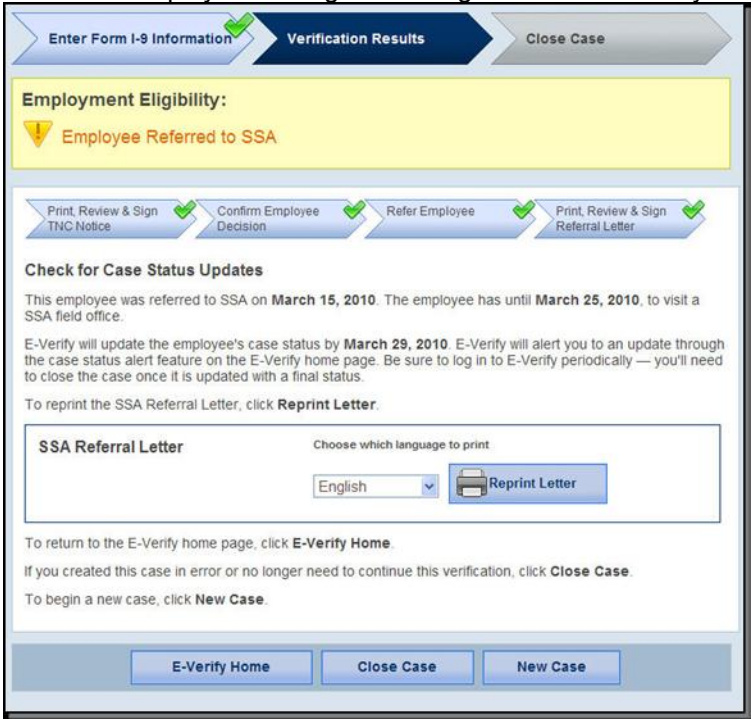 Enter Form I-9 Information
Verification Results
Close Case
Employment Eligibility:
Employee Referred to SSA
Print, Review & Sign
TNC Notice
Confirm Employee
Decision
Refer Employee
Print, Review & Sign
Referral Letter
Check for Case Status Updates
This employee was referred to SSA on March 15, 2010. The employee has until March 25, 2010, to visit a
SSA field office.
E-Verify will update the employee's case status by March 29, 2010. E-Verify will alert you to an update through
the case status alert feature on the E-Verify home page. Be sure to log in to E-Verify periodically — you'll need
to close the case once it is updated with a final status.
To reprint the SSA Referral Letter, click Reprint Letter.
SSA Referral Letter
Choose which language to print
English
Reprint Letter
To return to the E-Verify home page, click E-Verify Home.
If you created this case in error or no longer need to continue this verification, click Close Case.
To begin a new case, click New Case.
E-Verify Home
Close Case
New Case